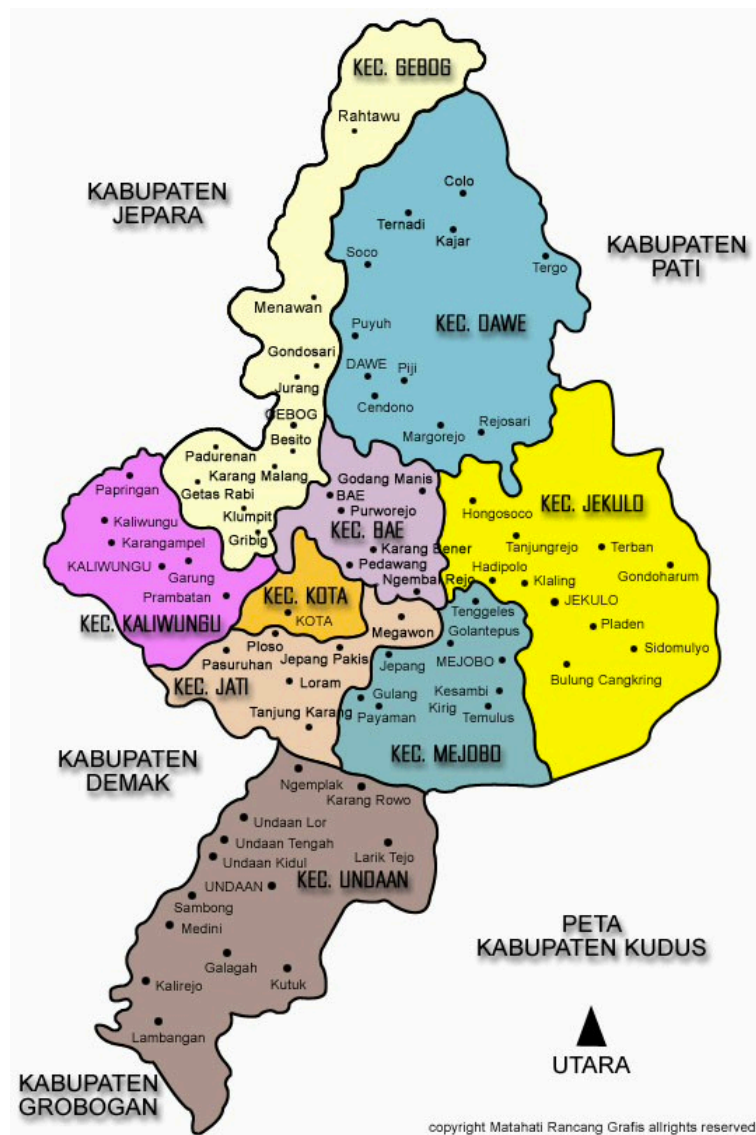 KEC. GEBOG
Rahtawu
KABUPATEN
JEPARA
Colo
Ternadi
Kajar
KABUPATEN
PATI
Soco
Tergo
Menawan
Puyuh
KEC. DAWE
Gondosari
DAWE
Piji
Jurang
Cendono
GEBOG
Margorejo
Rejosari
Besito
Padurenan
Karang Malang
Getas Rabi
Klumpit
Gribig
Godang Manis
BAE
Purworejo
KEC. BAE
Karang Bener
Pedawang
Ngembal Rejo
Papringan
Kaliwungu
Karangampel
KALIWUNGU
Garung
Prambatan
KEC. KALIWUNGU
KEC. KOTA
KOTA
KEC. JEKULO
Hongosoco
Tanjungrejo
Terban
Gondoharum
Hadipolo
Klaling
JEKULO
Pladen
Sidomulyo
Bulung Cangkring
Megawon
Ploso
Pasuruhan
Jepang Pakis
KEC. JATI
Loram
Tanjung Karang
Tenggeles
Golantepus
Jepang
MEJOBO
Gulang
Kesambi
Payaman
Kirig
Temulus
KEC. MEJOBO
KABUPATEN
DEMAK
Ngemplak
Karang Rowo
Undaan Lor
Undaan Tengah
Undaan Kidul
Larik Tejo
UNDAAN
KEC. UNDAAN
Sambong
Medini
Galagah
Kutuk
Kalirejo
Lambangan
KABUPATEN
GROBOGAN
PETA
KABUPATEN KUDUS
UTARA
copyright Matahati Rancang Grafis allrights reserved